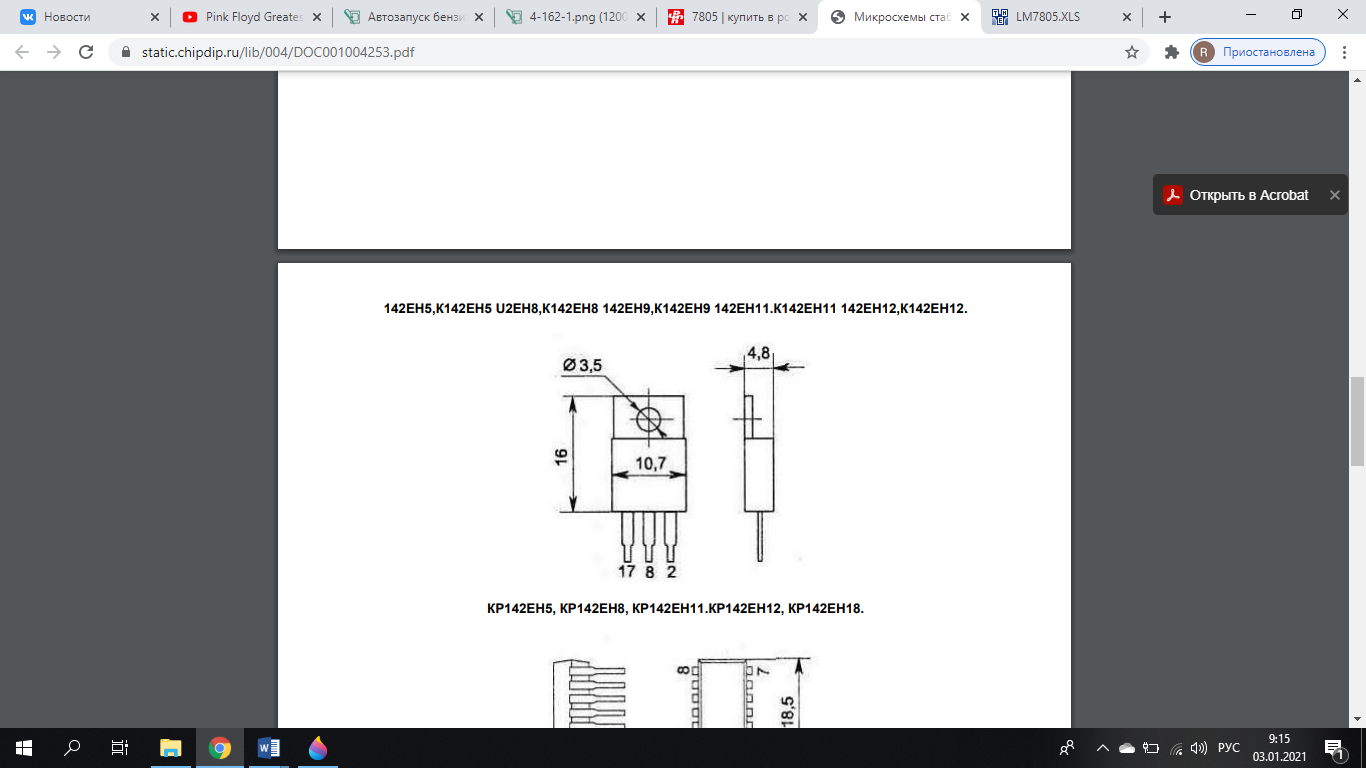 Новости
Pink Floyd Greates
Автозапуск бензи
4-162-1.png (1200
7805 | купить в ро
Микросхемы стаб
LM7805.XLS
static.chipdip.ru/lib/004/DOC001004253.pdf
R Приостановлена
Открыть в Acrobat
142ЕН5,К142ЕН5 U2ЕН8,К142ЕН8 142ЕН9,К142ЕН9 142ЕН11.К142ЕН11 142ЕН12,К142ЕН12.
Ø 3,5
4,8
16
10,7
17 8 2
КР142ЕН5, КР142ЕН8, КР142ЕН11.КР142ЕН12, КР142ЕН18.
8 7
18,5
РУС
9:15
03.01.2021
1